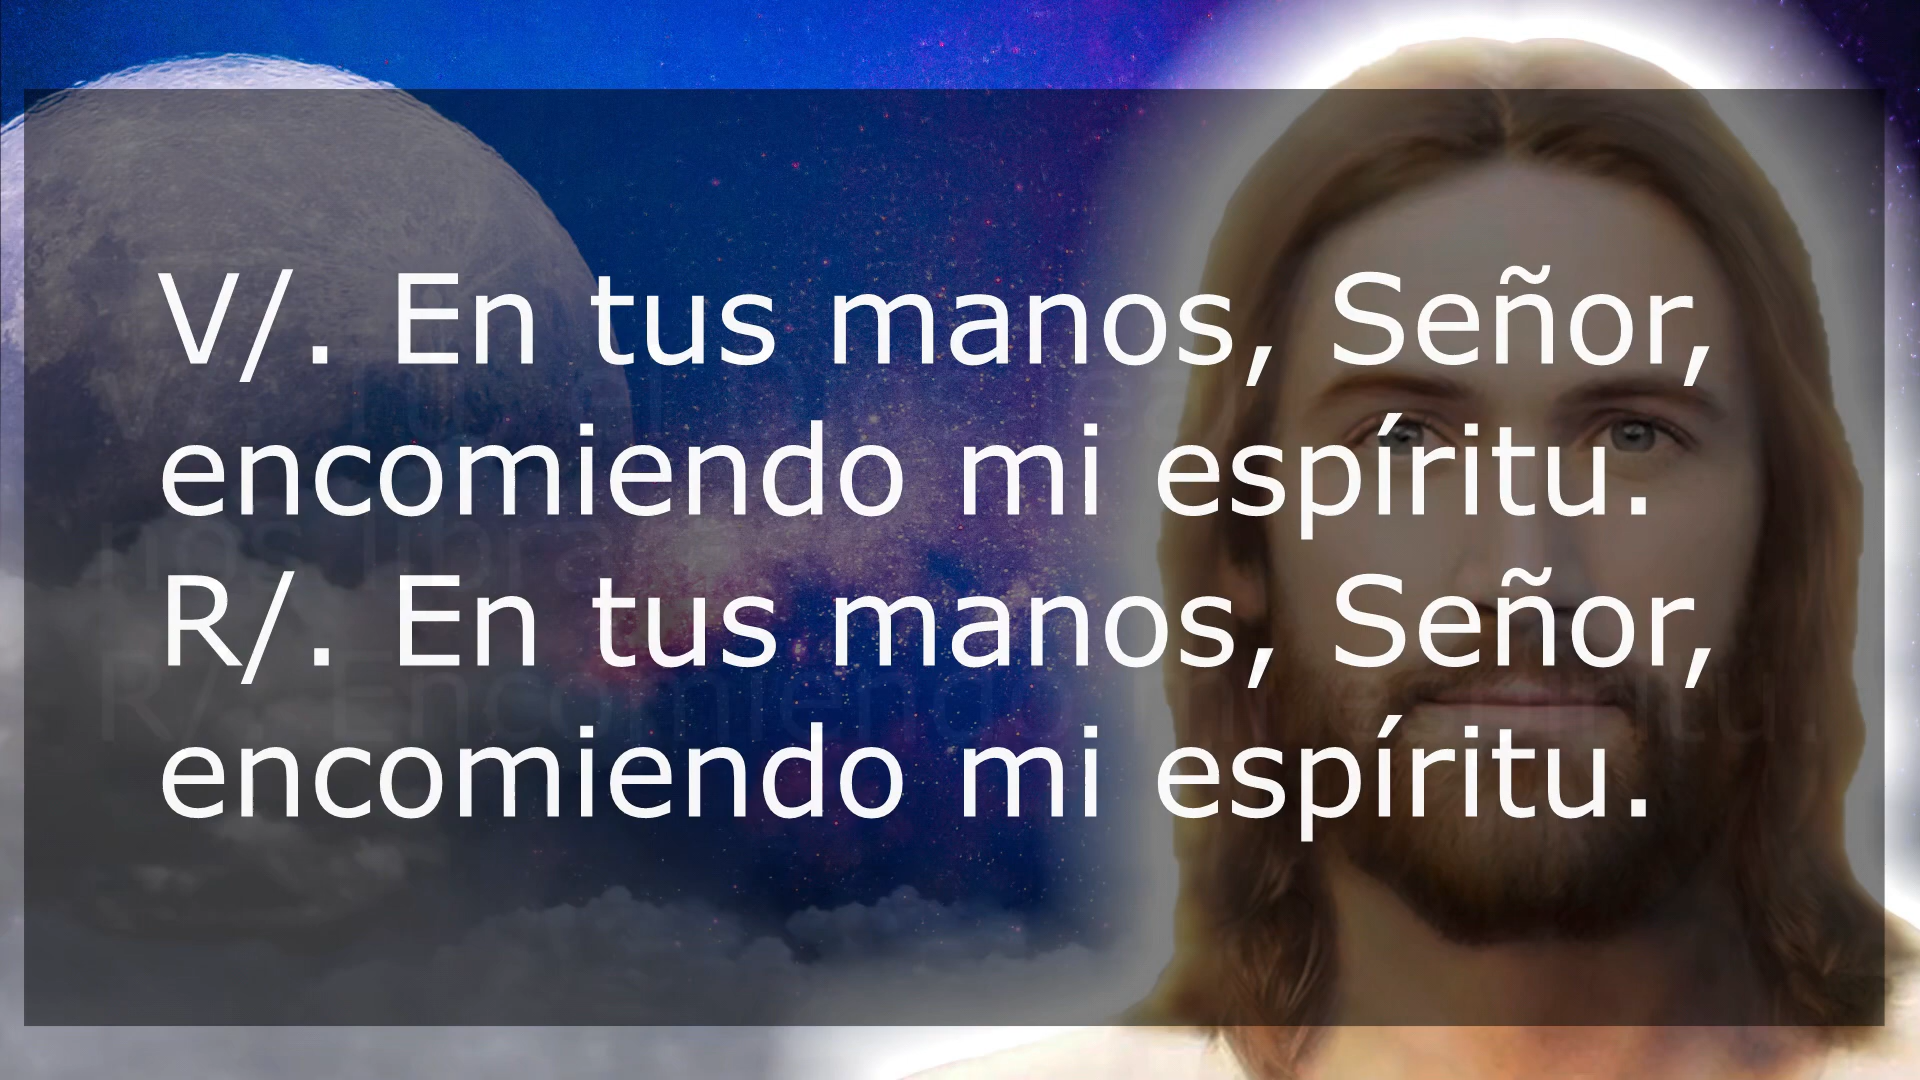 V/. En tus manos, Señor,
encomiendo mi espíritu.
R/. En tus manos, Señor,
encomiendo mi espíritu.